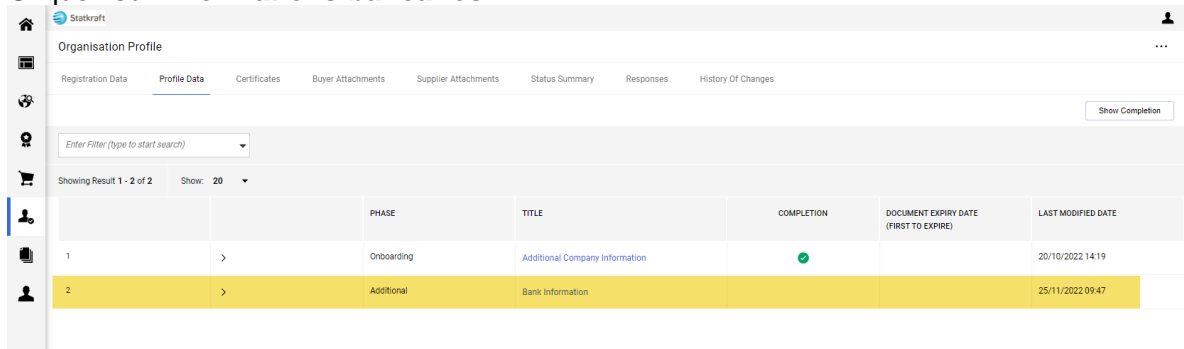 Statkraft
Organisation Profile
...
Registration Data Profile Data Certificates Buyer Attachments Supplier Attachments Status Summary Responses History Of Changes
Show Completion
Enter Filter (type to start search)
Showing Result 1 - 2 of 2 Show: 20
PHASE TITLE COMPLETION DOCUMENT EXPIRY DATE (FIRST TO EXPIRE) LAST MODIFIED DATE
1 Onboarding Additional Company Information 20/10/2022 14:19
2 Additional Bank Information 25/11/2022 09:47